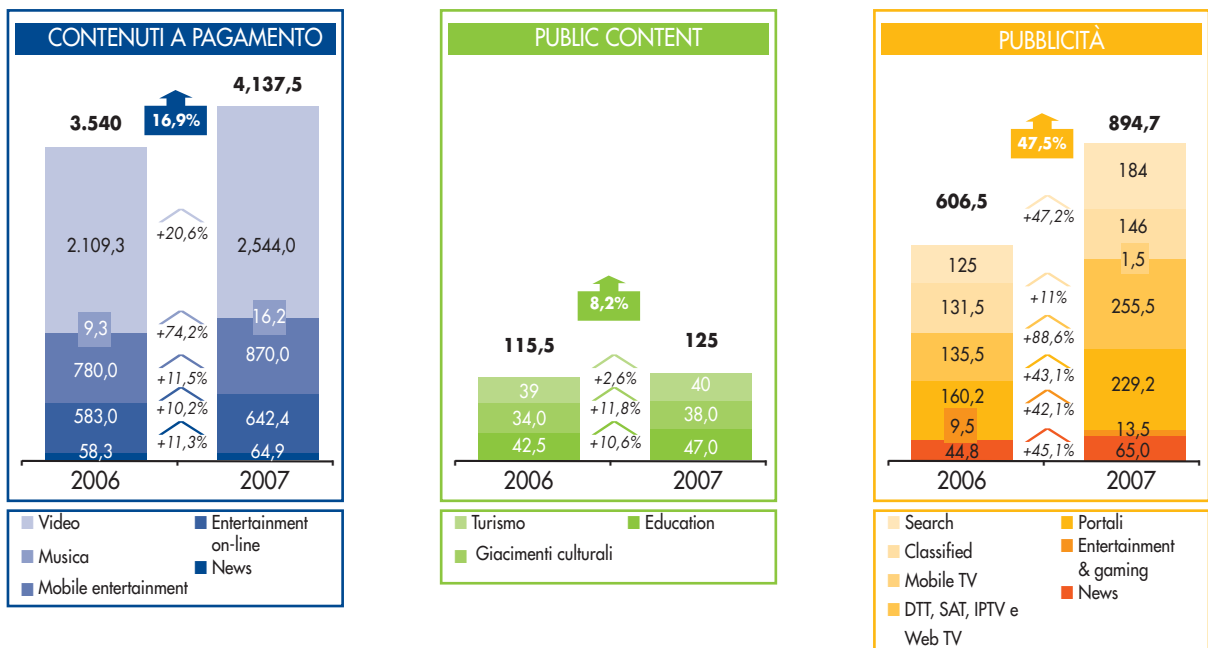 CONTENUTI A PAGAMENTO
4,137,5
16,9%
3.540
2.109,3
+20,6%
2,544,0
9,3
+74,2%
16,2
780,0
+11,5%
870,0
583,0
+10,2%
642,4
58,3
+11,3%
64,9
2006
2007
Video
Musica
Mobile entertainment
Entertainment
on-line
News
PUBLIC CONTENT
8,2%
115,5
125
39
+2,6%
40
34,0
+11,8%
38,0
42,5
+10,6%
47,0
2006
2007
Turismo
Education
Giacimenti culturali
PUBBLICITÀ
894,7
47,5%
606,5
184
+47,2%
146
125
1,5
131,5
+11%
255,5
135,5
+88,6%
160,2
+43,1%
229,2
9,5
+42,1%
13,5
44,8
+45,1%
65,0
2006
2007
Search
Classified
Mobile TV
DTT, SAT, IPTV e
Web TV
Portali
Entertainment
& gaming
News